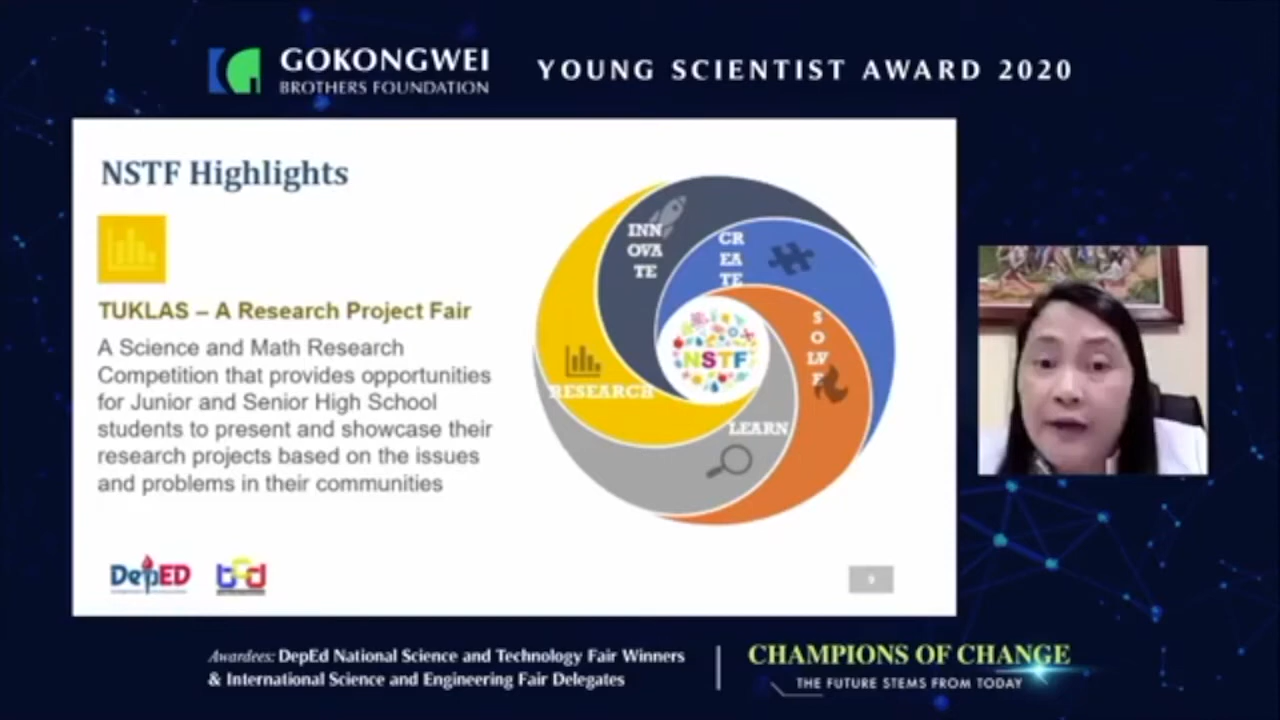 GOKONGWEI
BROTHERS FOUNDATION
YOUNG SCIENTIST AWARD 2020
NSTF Highlights
TUKLAS – A Research Project Fair
A Science and Math Research
Competition that provides opportunities
for Junior and Senior High School
students to present and showcase their
research projects based on the issues
and problems in their communities
INN
OVA
TE
CR
EA
TE
S
O
LV
E
NSTF
RESEARCH
LEARN
DepED
9
Awardees: DepEd National Science and Technology Fair Winners
& International Science and Engineering Fair Delegates
CHAMPIONS OF CHANGE
THE FUTURE STEMS FROM TODAY